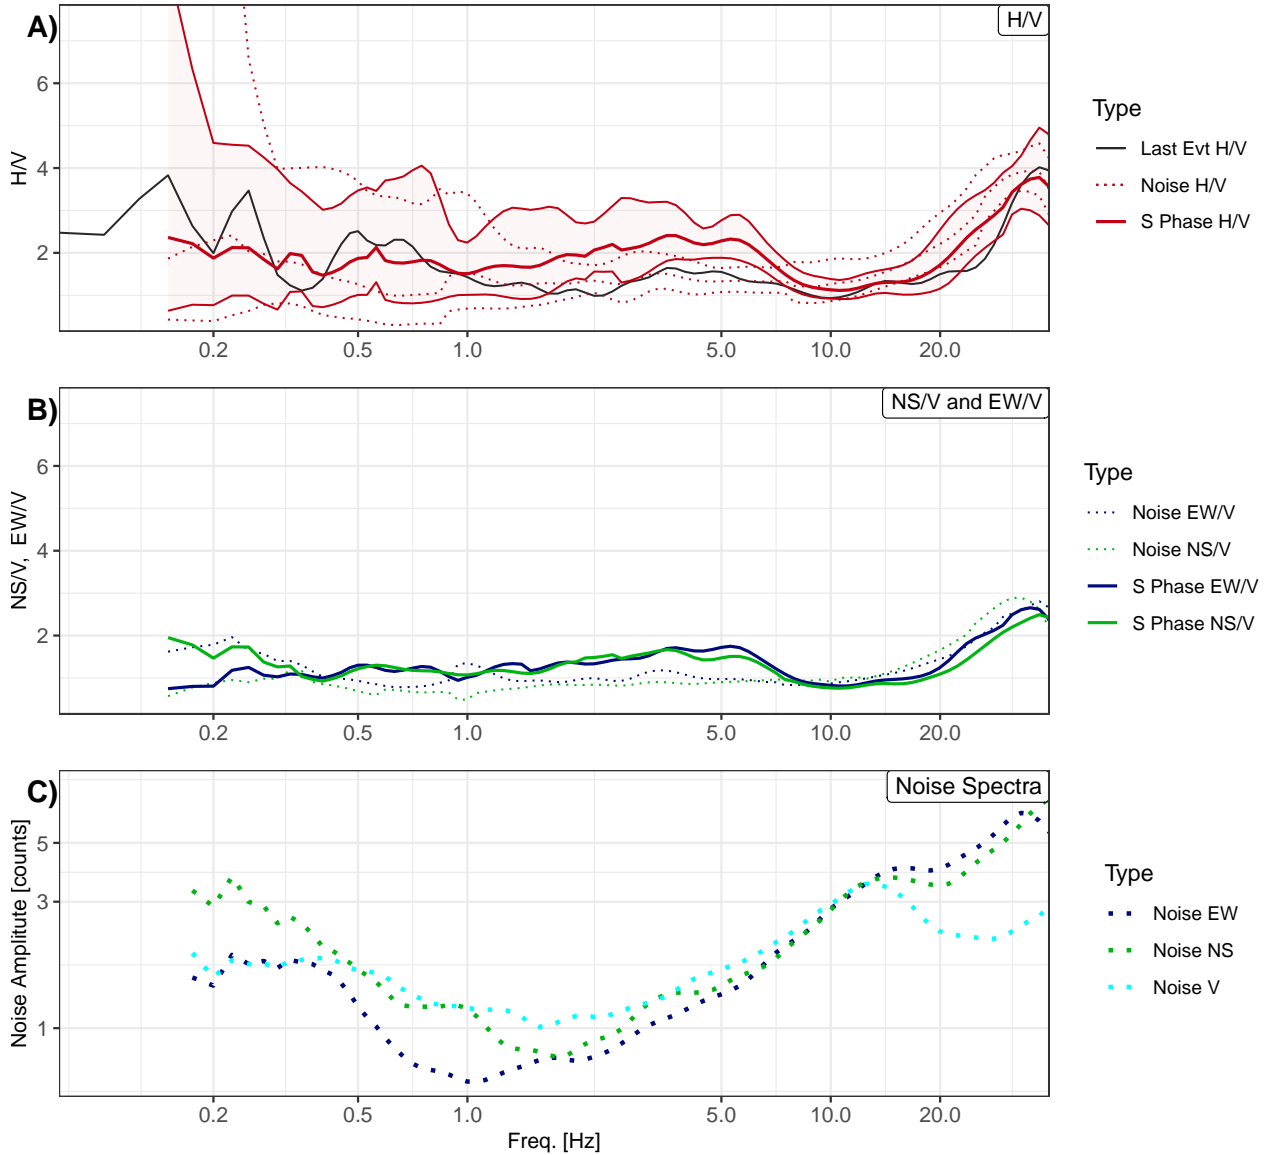 A)
H/V
H/V
6
4
2
0.2 0.5 1.0 5.0 10.0 20.0
Type
Last Evt H/V
Noise H/V
S Phase H/V
B)
NS/V and EW/V
NS/V, EW/V
6
4
2
0.2 0.5 1.0 5.0 10.0 20.0
Type
Noise EW/V
Noise NS/V
S Phase EW/V
S Phase NS/V
C)
Noise Spectra
Noise Amplitute [counts]
5
3
1
0.2 0.5 1.0 5.0 10.0 20.0
Freq. [Hz]
Type
Noise EW
Noise NS
Noise V